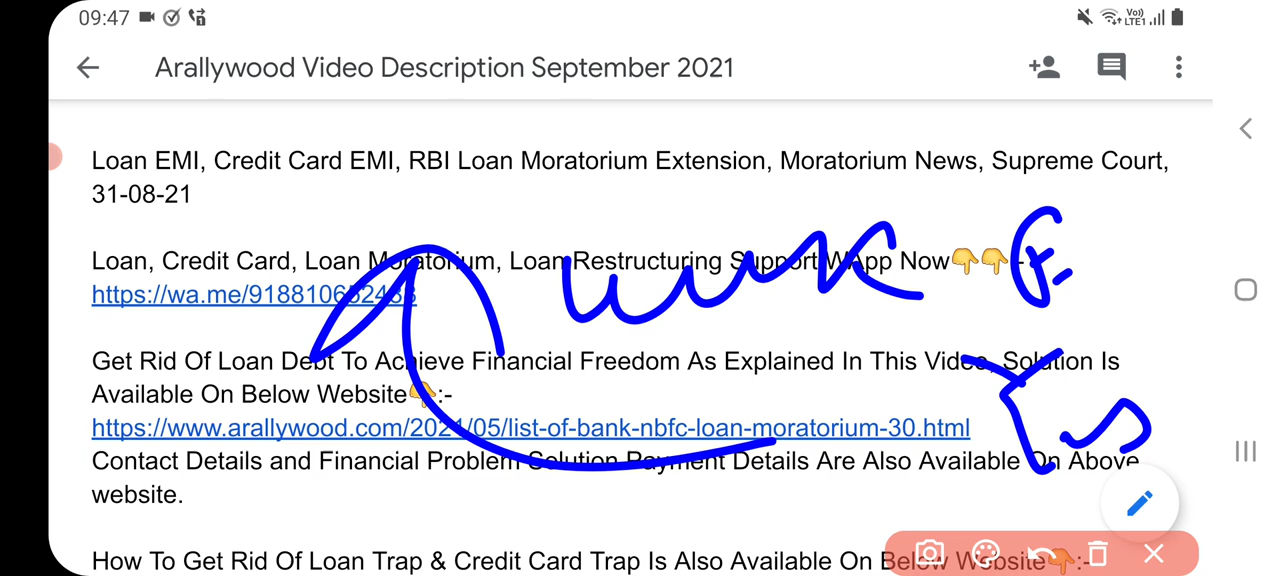 09:47 Vo) LTE1
Arallywood Video Description September 2021
Loan EMI, Credit Card EMI, RBI Loan Moratorium Extension, Moratorium News, Supreme Court,
31-08-21
Loan, Credit Card, Loan Moratorium, Loan Restructuring Support WApp Now👇👇:-
https://wa.me/918810652483
Get Rid Of Loan Debt To Achieve Financial Freedom As Explained In This Video, Solution Is
Available On Below Website👇:-
https://www.arallywood.com/2021/05/list-of-bank-nbfc-loan-moratorium-30.html
Contact Details and Financial Problem Solution Payment Details Are Also Available On Above
website.
How To Get Rid Of Loan Trap & Credit Card Trap Is Also Available On Below Website👇:-